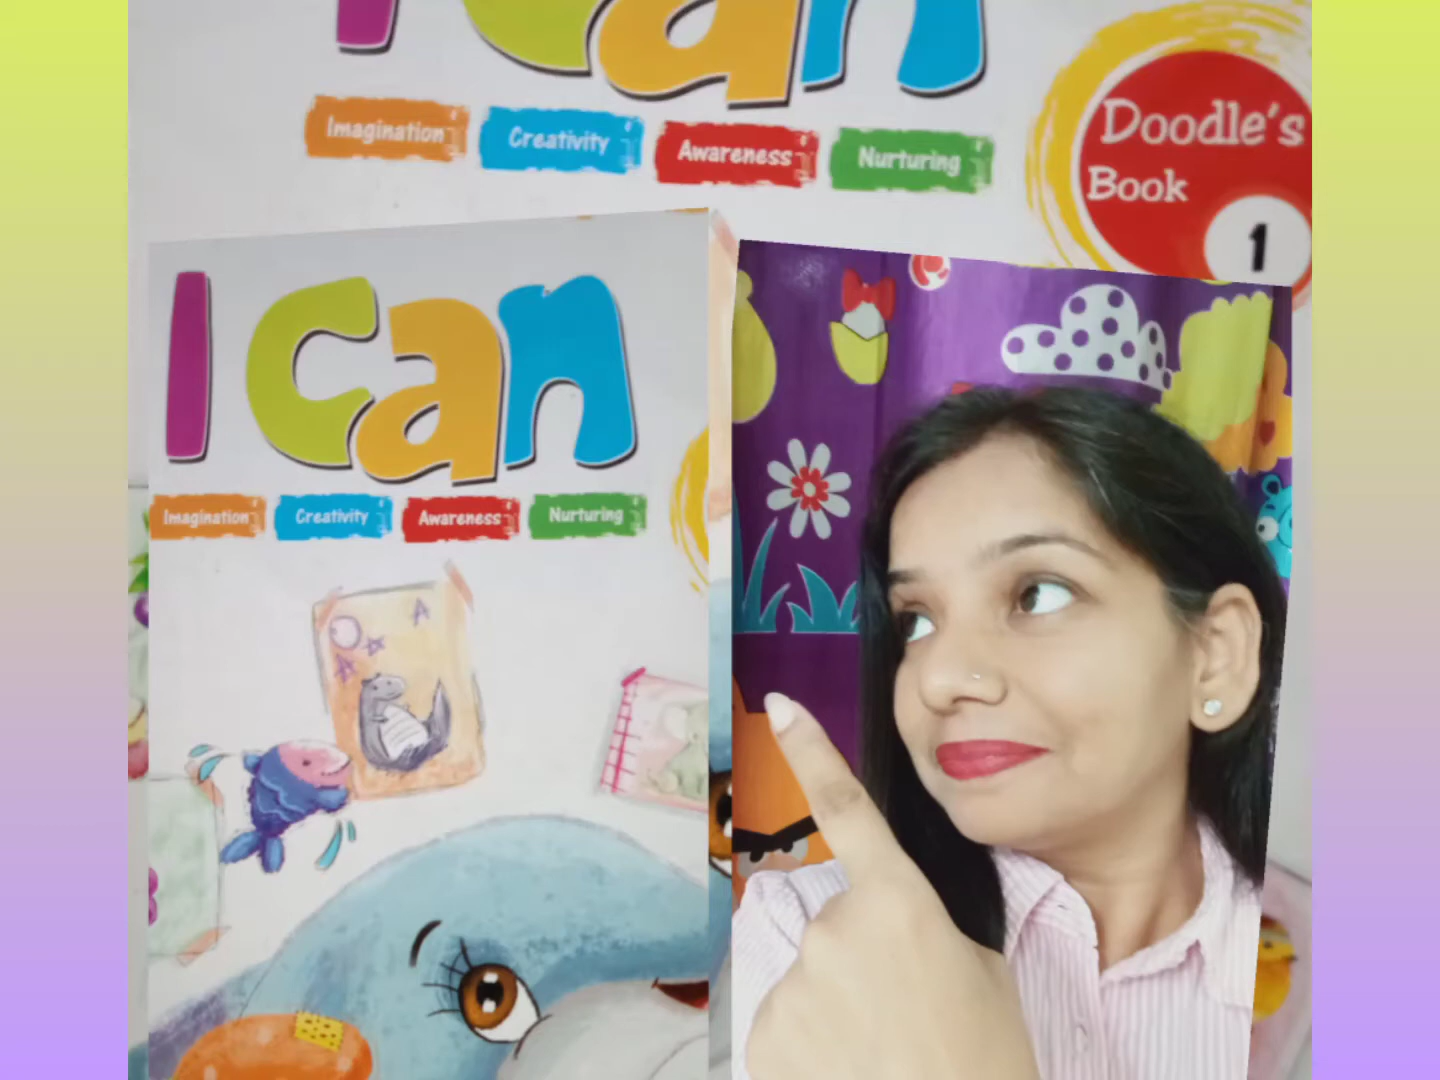 I can
Imagination Creativity Awareness Nurturing
Doodle's
Book
1
I can
Imagination Creativity Awareness Nurturing
A
A